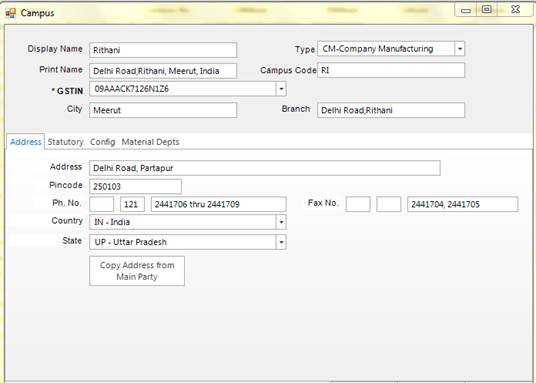 Campus
Display Name Rithani Type CM-Company Manufacturing
Print Name Delhi Road,Rithani, Meerut, India Campus Code RI
* GSTIN 09AAACK7126N1Z6
City Meerut Branch Delhi Road,Rithani
Address Statutory Config Material Depts
Address Delhi Road, Partapur
Pincode 250103
Ph. No. 121 2441706 thru 2441709 Fax No. 2441704, 2441705
Country IN - India
State UP - Uttar Pradesh
Copy Address from
Main Party